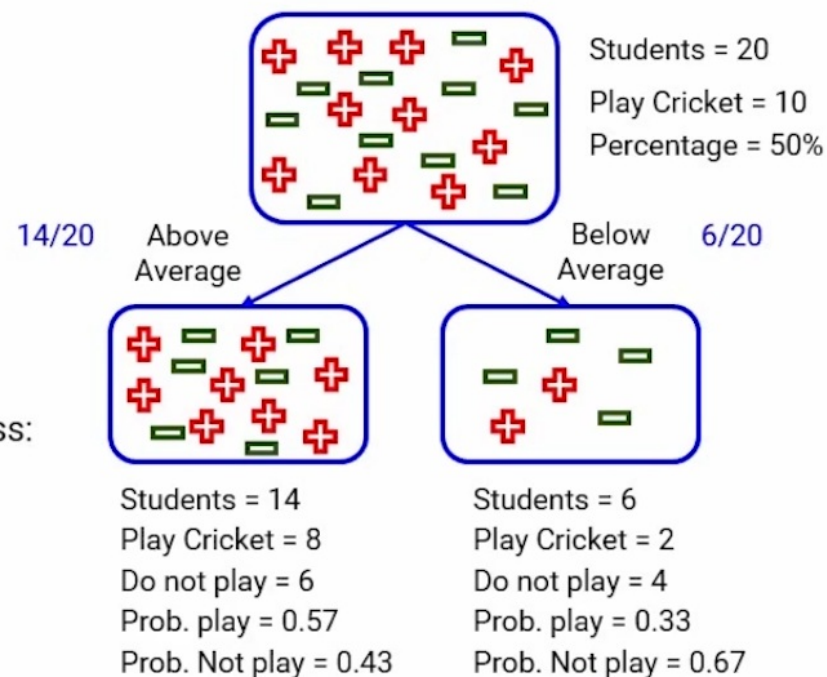 Students = 20
Play Cricket = 10
Percentage = 50%
14/20
Above
Average
Below
Average
6/20
ss:
Students = 14
Play Cricket = 8
Do not play = 6
Prob. play = 0.57
Prob. Not play = 0.43
Students = 6
Play Cricket = 2
Do not play = 4
Prob. play = 0.33
Prob. Not play = 0.67